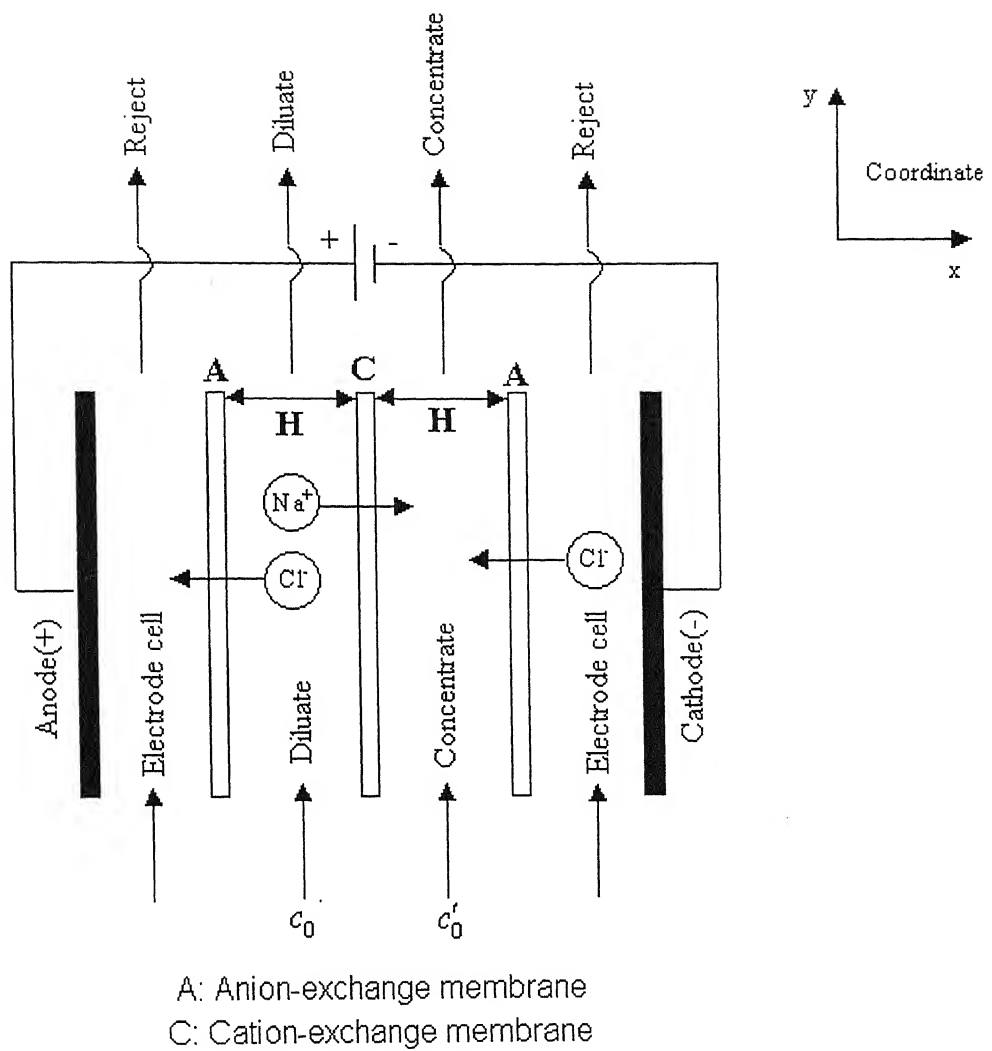 Reject
Diluate
Concentrate
Reject
y
Coordinate
x
+
-
A
C
A
H
H
Na⁺
Cl⁻
Cl⁻
Anode(+)
Electrode cell
Diluate
Concentrate
Electrode cell
Cathode(-)
c₀
c₀′
A: Anion-exchange membrane
C: Cation-exchange membrane